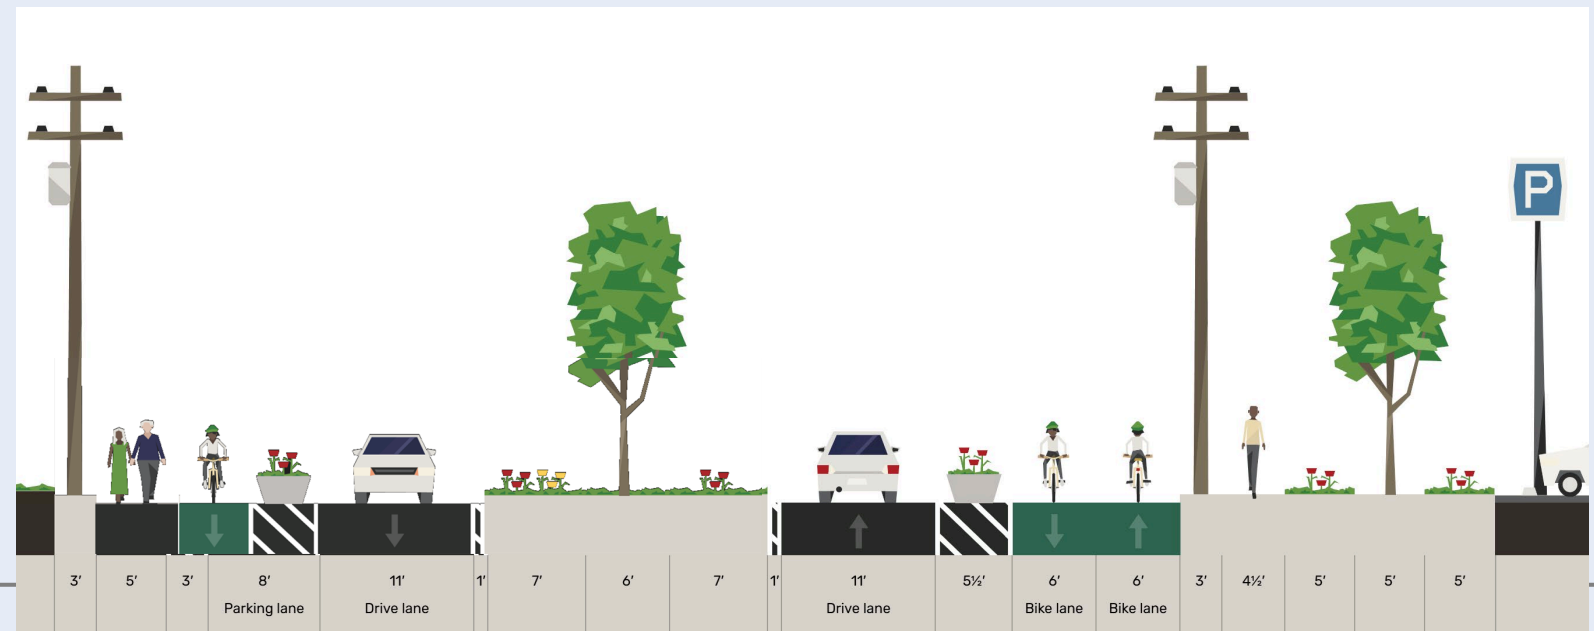 P
3’ 5’ 3’ 8’ 11’ 1’ 7’ 6’ 7’ 1’ 11’ 5½’ 6’ 6’ 3’ 4½’ 5’ 5’ 5’
Parking lane Drive lane Drive lane Bike lane Bike lane